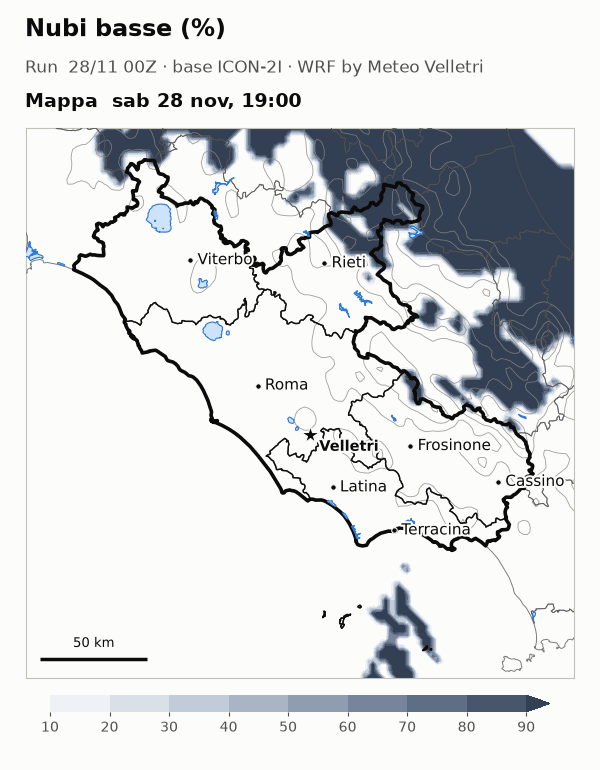 Nubi basse (%)
Run  28/11 00Z · base ICON-2I · WRF by Meteo Velletri
Mappa  sab 28 nov, 19:00
Viterbo
Rieti
Roma
Velletri
Frosinone
Latina
Cassino
Terracina
50 km
10 20 30 40 50 60 70 80 90